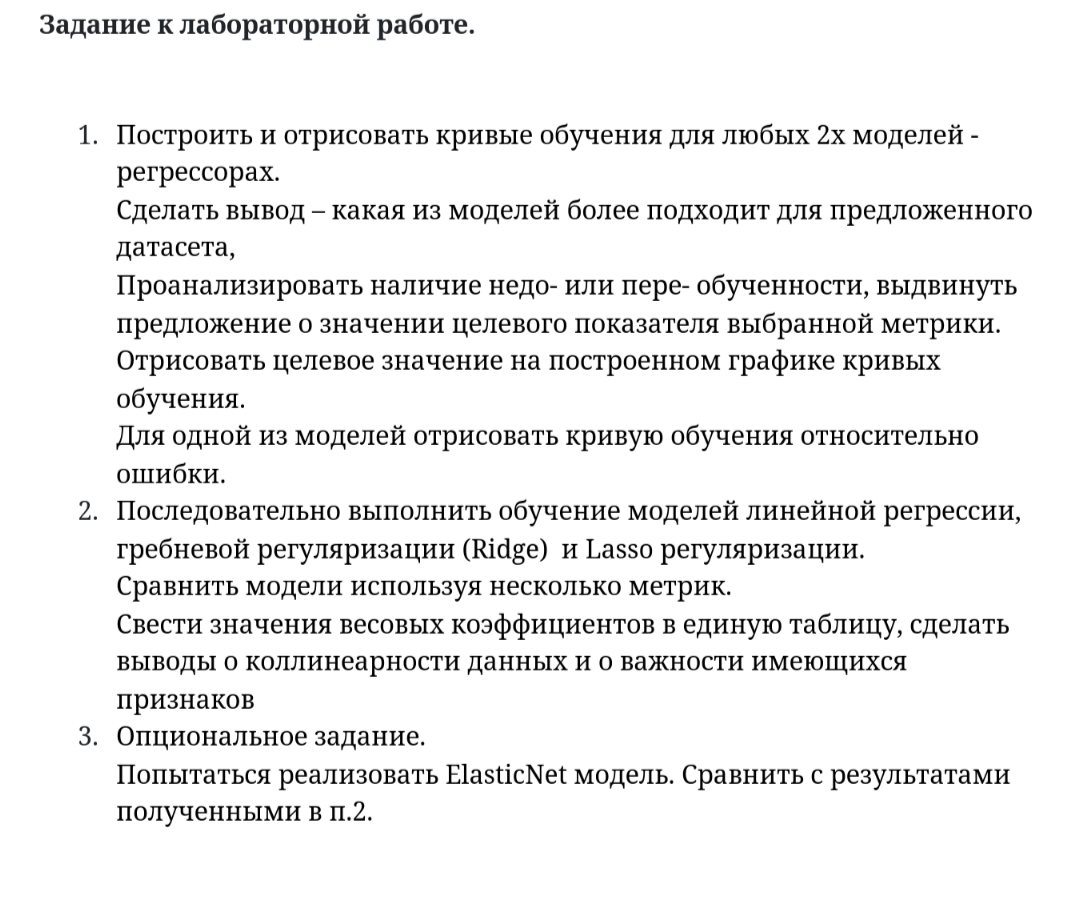 Задание к лабораторной работе.
1. Построить и отрисовать кривые обучения для любых 2х моделей -
регрессорах.
Сделать вывод – какая из моделей более подходит для предложенного
датасета,
Проанализировать наличие недо- или пере- обученности, выдвинуть
предложение о значении целевого показателя выбранной метрики.
Отрисовать целевое значение на построенном графике кривых
обучения.
Для одной из моделей отрисовать кривую обучения относительно
ошибки.
2. Последовательно выполнить обучение моделей линейной регрессии,
гребневой регуляризации (Ridge)  и Lasso регуляризации.
Сравнить модели используя несколько метрик.
Свести значения весовых коэффициентов в единую таблицу, сделать
выводы о коллинеарности данных и о важности имеющихся
признаков
3. Опциональное задание.
Попытаться реализовать ElasticNet модель. Сравнить с результатами
полученными в п.2.